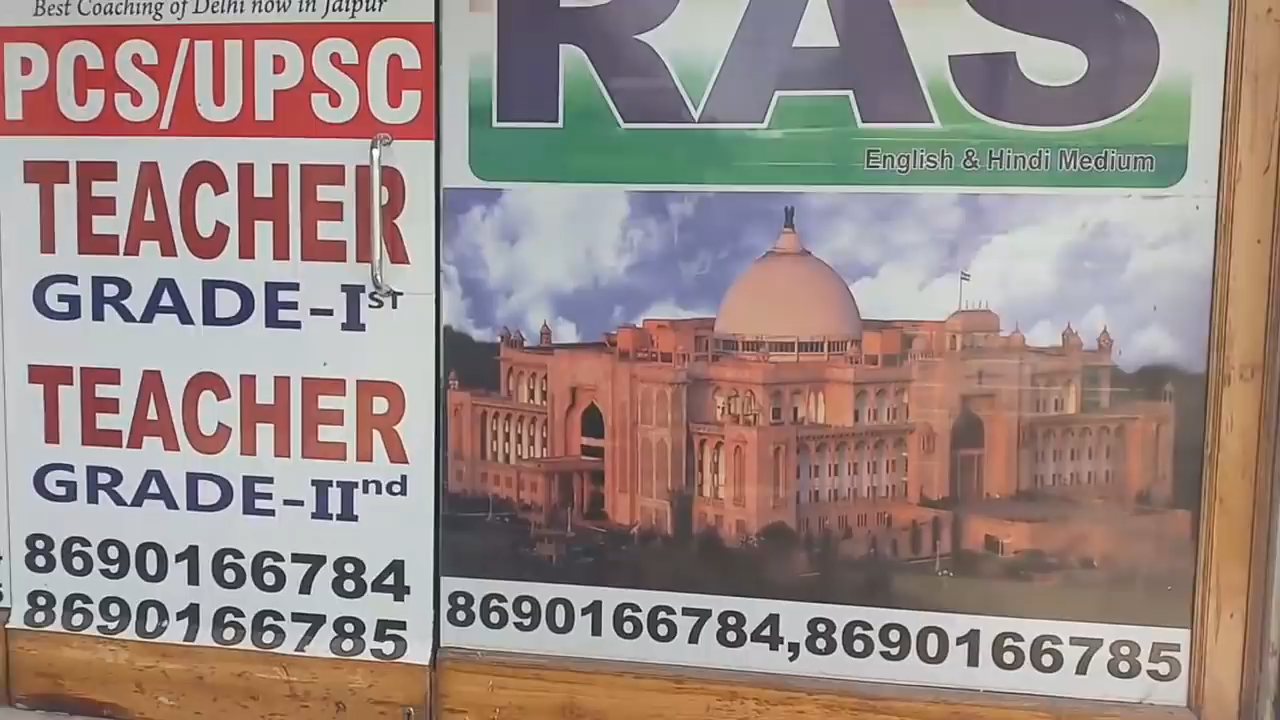 Best Coaching of Delhi now in Jaipur
PCS/UPSC
TEACHER
GRADE-Iˢᵀ
TEACHER
GRADE-IIⁿᵈ
8690166784
8690166785
RAS
English & Hindi Medium
8690166784,8690166785